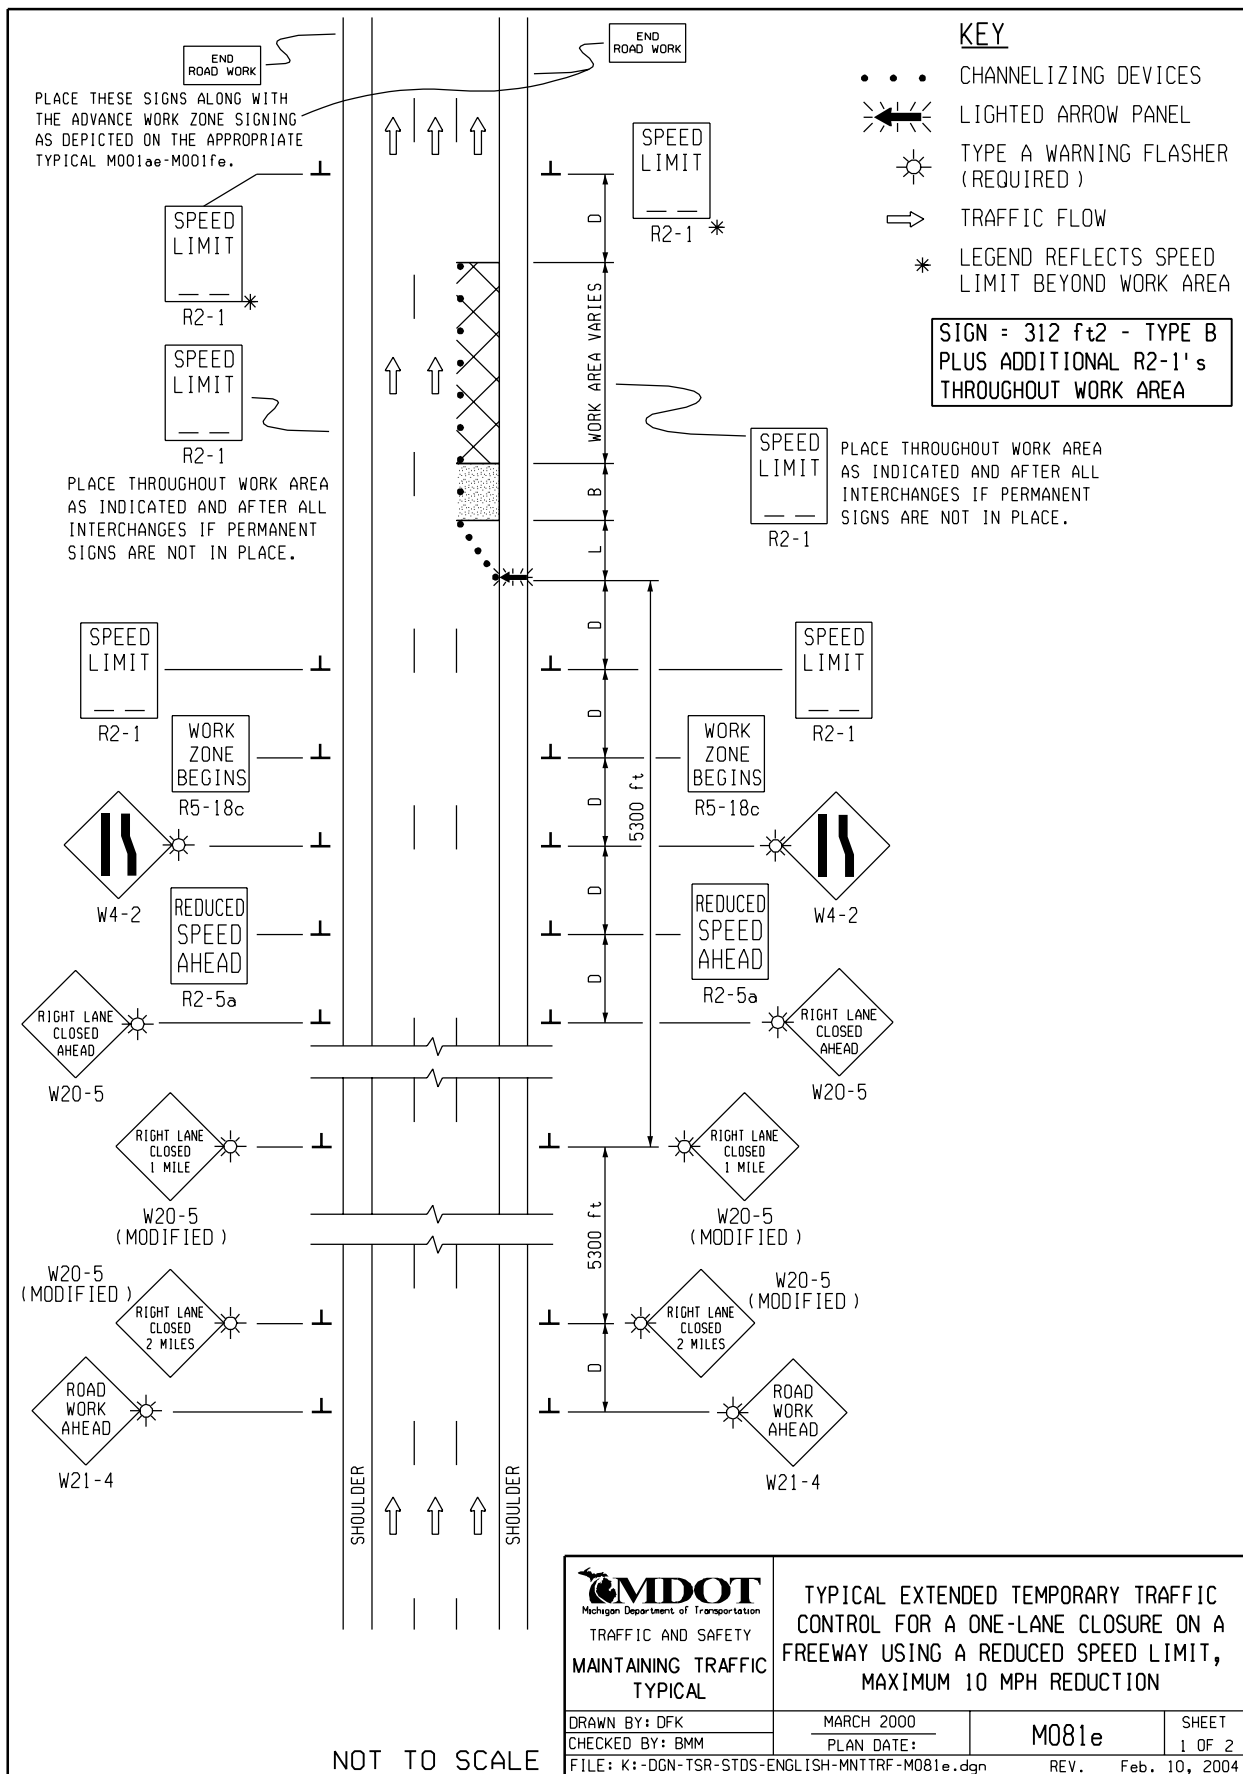 END
ROAD WORK
END
ROAD WORK
PLACE THESE SIGNS ALONG WITH
THE ADVANCE WORK ZONE SIGNING
AS DEPICTED ON THE APPROPRIATE
TYPICAL M001ae-M001fe.
KEY
CHANNELIZING DEVICES
LIGHTED ARROW PANEL
TYPE A WARNING FLASHER
(REQUIRED)
TRAFFIC FLOW
* LEGEND REFLECTS SPEED
LIMIT BEYOND WORK AREA
SIGN = 312 ft2 - TYPE B
PLUS ADDITIONAL R2-1's
THROUGHOUT WORK AREA
SPEED
LIMIT
__ __
R2-1 *
SPEED
LIMIT
__ __
R2-1 *
D
WORK AREA VARIES
B
L
SPEED
LIMIT
__ __
R2-1
PLACE THROUGHOUT WORK AREA
AS INDICATED AND AFTER ALL
INTERCHANGES IF PERMANENT
SIGNS ARE NOT IN PLACE.
SPEED
LIMIT
__ __
R2-1
PLACE THROUGHOUT WORK AREA
AS INDICATED AND AFTER ALL
INTERCHANGES IF PERMANENT
SIGNS ARE NOT IN PLACE.
D
SPEED
LIMIT
__ __
R2-1
SPEED
LIMIT
__ __
R2-1
D
WORK
ZONE
BEGINS
R5-18c
WORK
ZONE
BEGINS
R5-18c
D
5300 ft
W4-2
W4-2
D
REDUCED
SPEED
AHEAD
R2-5a
REDUCED
SPEED
AHEAD
R2-5a
D
RIGHT LANE
CLOSED
AHEAD
W20-5
RIGHT LANE
CLOSED
AHEAD
W20-5
RIGHT LANE
CLOSED
1 MILE
W20-5
(MODIFIED)
RIGHT LANE
CLOSED
1 MILE
W20-5
(MODIFIED)
5300 ft
W20-5
(MODIFIED)
RIGHT LANE
CLOSED
2 MILES
W20-5
(MODIFIED)
RIGHT LANE
CLOSED
2 MILES
D
ROAD
WORK
AHEAD
W21-4
ROAD
WORK
AHEAD
W21-4
SHOULDER
SHOULDER
NOT TO SCALE
MDOT
Michigan Department of Transportation
TRAFFIC AND SAFETY
MAINTAINING TRAFFIC
TYPICAL
TYPICAL EXTENDED TEMPORARY TRAFFIC
CONTROL FOR A ONE-LANE CLOSURE ON A
FREEWAY USING A REDUCED SPEED LIMIT,
MAXIMUM 10 MPH REDUCTION
DRAWN BY: DFK
CHECKED BY: BMM
MARCH 2000
PLAN DATE:
M081e
SHEET
1 OF 2
FILE: K:-DGN-TSR-STDS-ENGLISH-MNTTRF-M081e.dgn
REV. Feb. 10, 2004